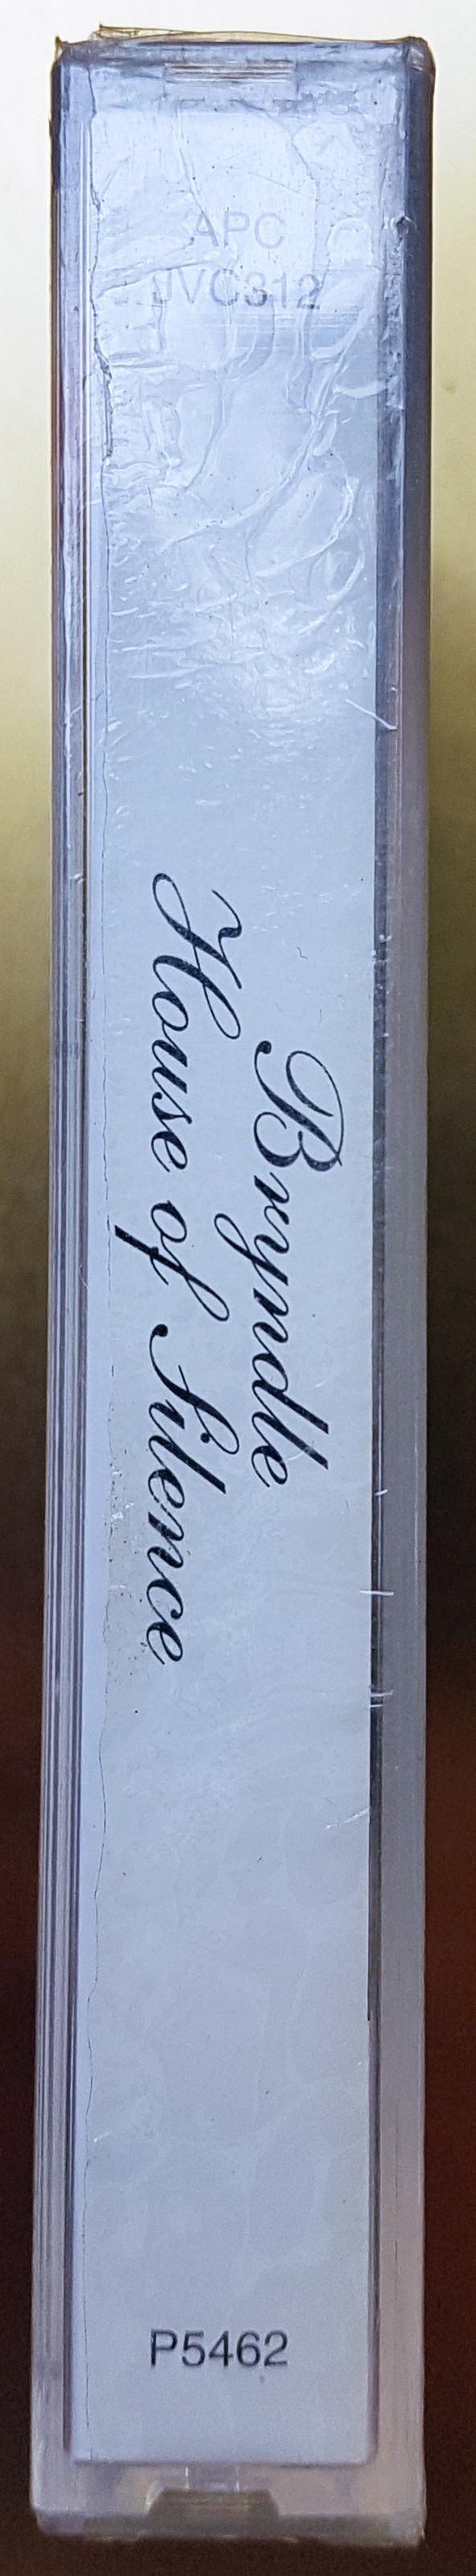 APC
JVC312
Bryndle
House of Silence
P5462